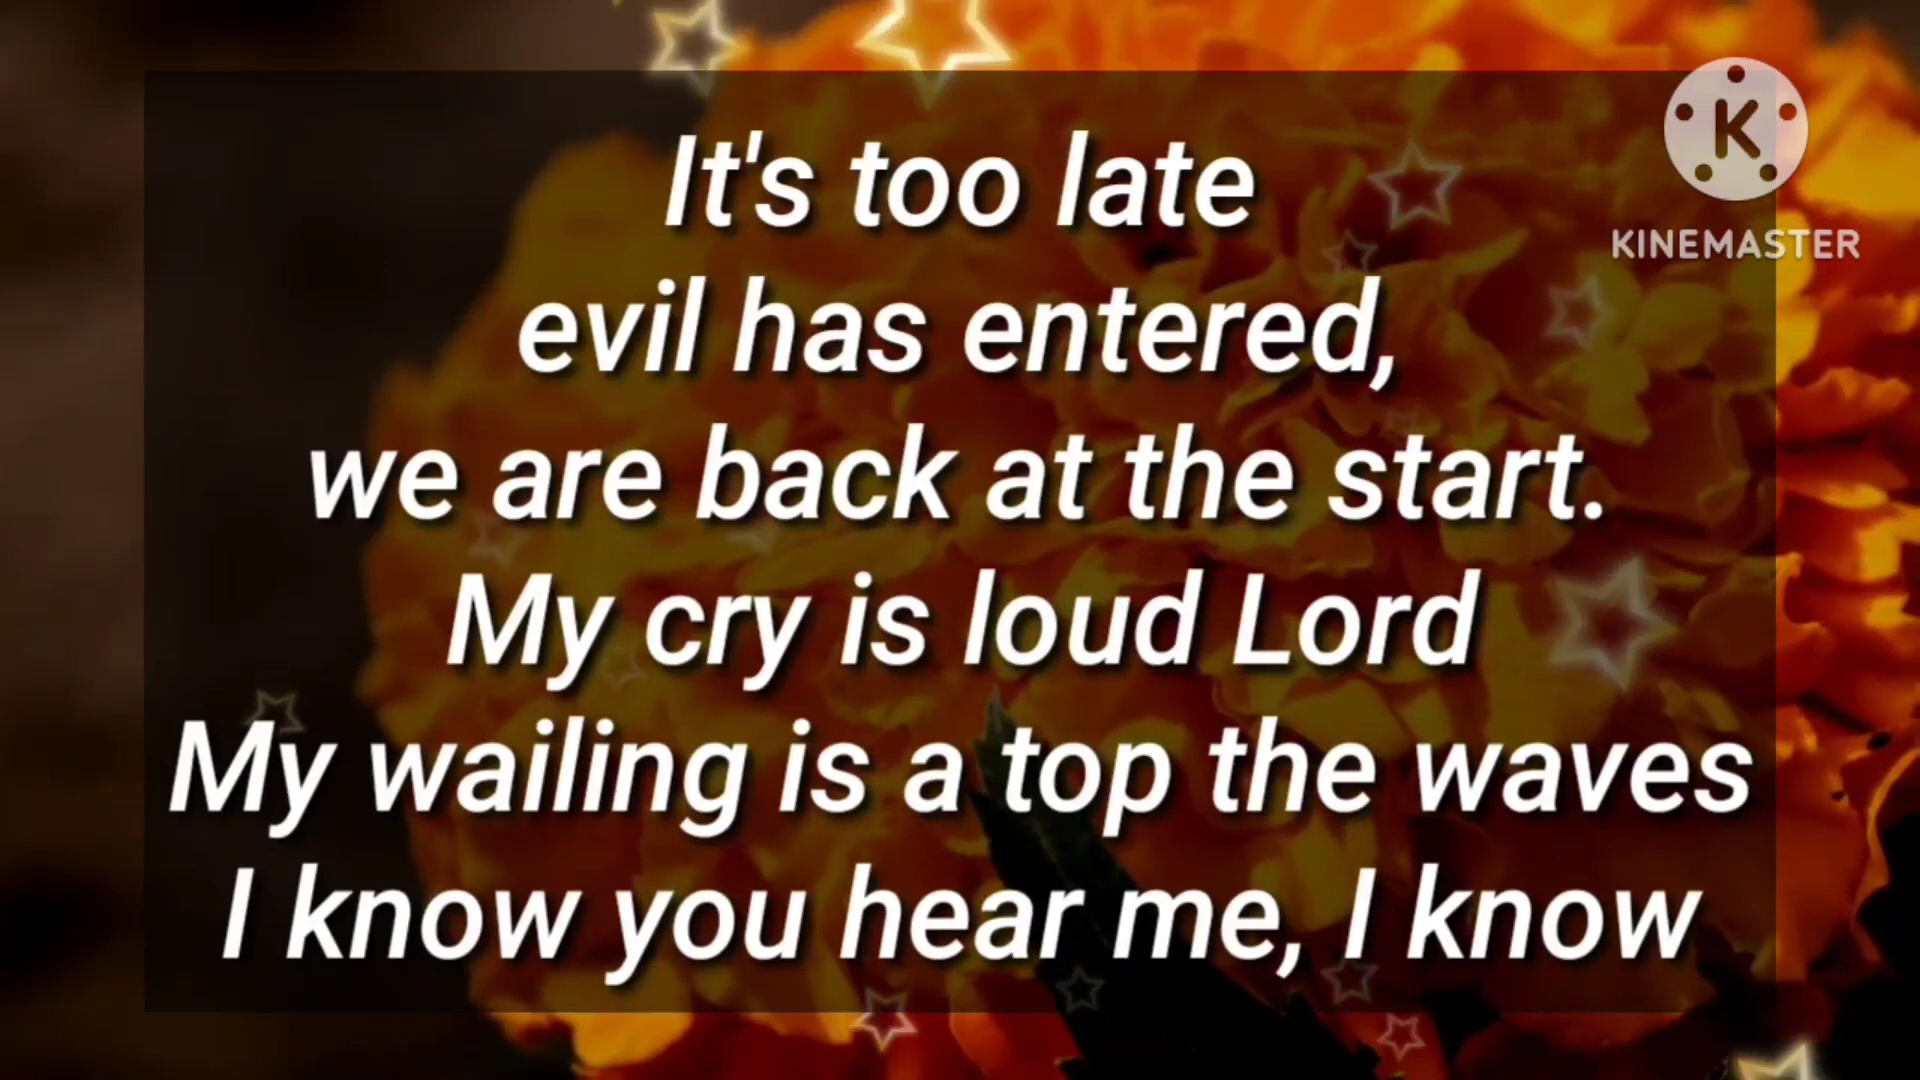 It's too late
evil has entered,
we are back at the start.
My cry is loud Lord
My wailing is a top the waves
I know you hear me, I know
K
KINEMASTER